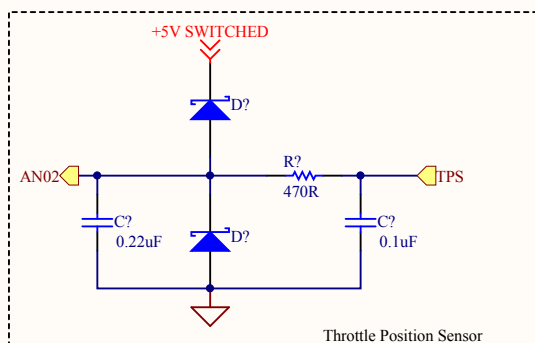 +5V SWITCHED
D?
AN02
R?
470R
TPS
C?
0.22uF
D?
C?
0.1uF
Throttle Position Sensor